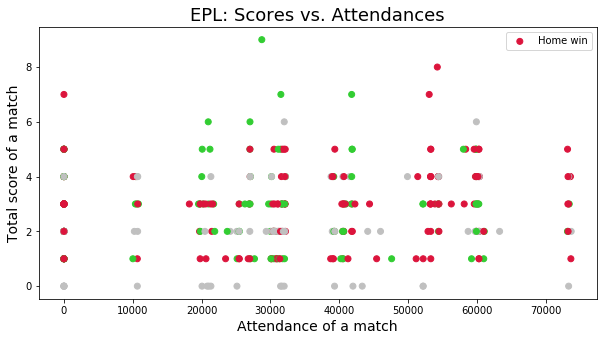 EPL: Scores vs. Attendances
Home win
Total score of a match
8
6
4
2
0
0 10000 20000 30000 40000 50000 60000 70000
Attendance of a match